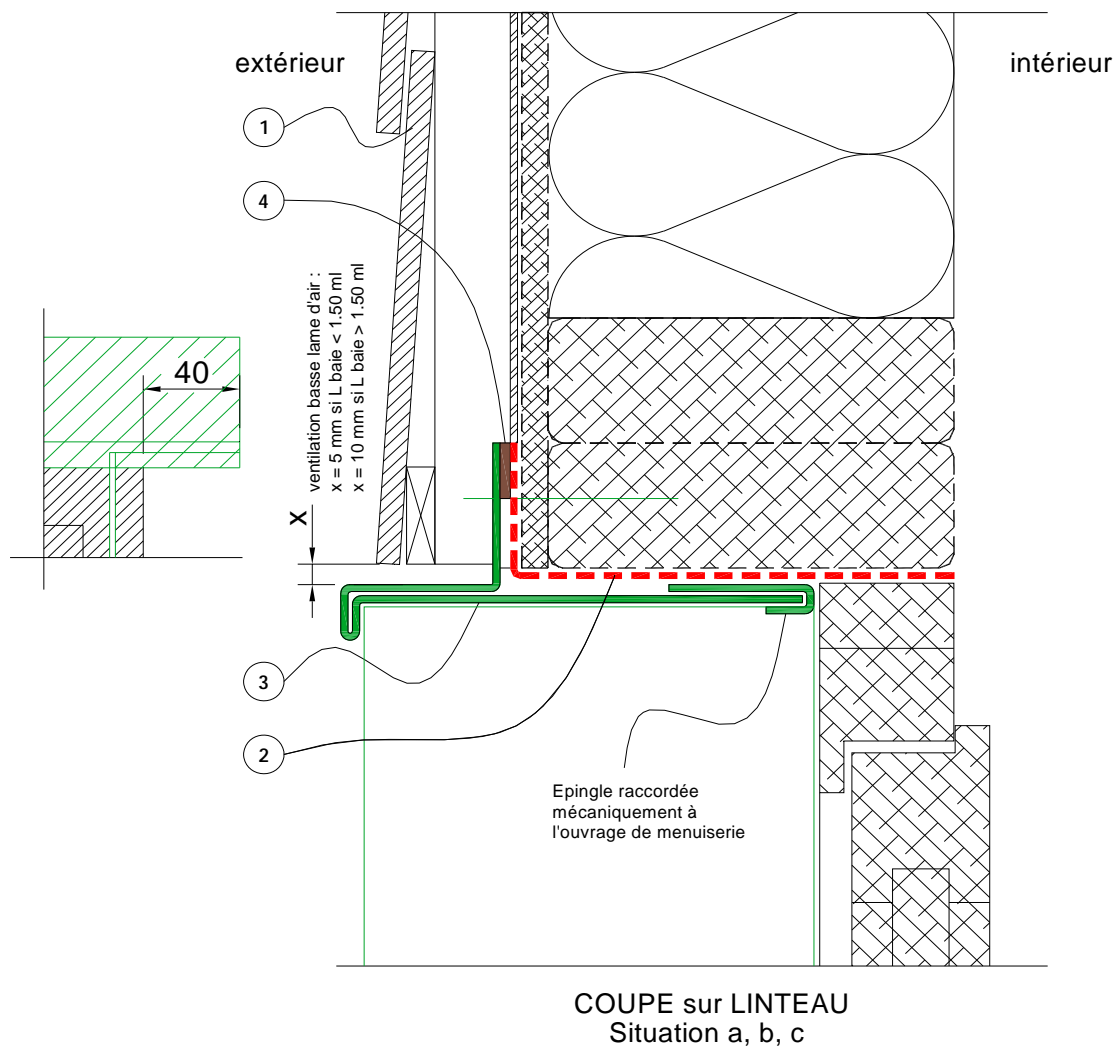 extérieur
intérieur
1
4
ventilation basse lame d'air :
x = 5 mm si L baie < 1.50 ml
x = 10 mm si L baie > 1.50 ml
40
X
3
2
Epingle raccordée
mécaniquement à
l'ouvrage de menuiserie
COUPE sur LINTEAU
Situation a, b, c